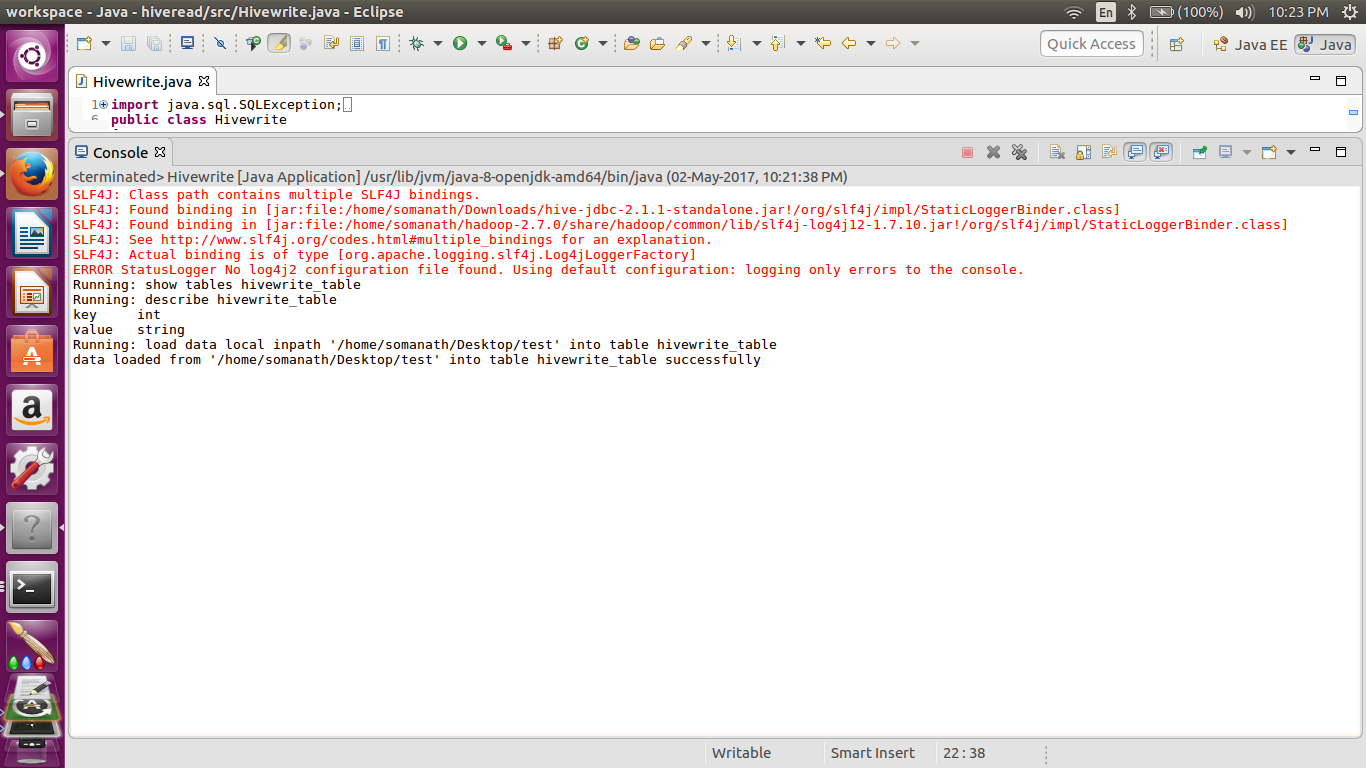 workspace - Java - hiveread/src/Hivewrite.java - Eclipse
En
(100%)
10:23 PM
Quick Access
Java EE
Java
Hivewrite.java
1 import java.sql.SQLException;
6 public class Hivewrite
Console
<terminated> Hivewrite [Java Application] /usr/lib/jvm/java-8-openjdk-amd64/bin/java (02-May-2017, 10:21:38 PM)
SLF4J: Class path contains multiple SLF4J bindings.
SLF4J: Found binding in [jar:file:/home/somanath/Downloads/hive-jdbc-2.1.1-standalone.jar!/org/slf4j/impl/StaticLoggerBinder.class]
SLF4J: Found binding in [jar:file:/home/somanath/hadoop-2.7.0/share/hadoop/common/lib/slf4j-log4j12-1.7.10.jar!/org/slf4j/impl/StaticLoggerBinder.class]
SLF4J: See http://www.slf4j.org/codes.html#multiple_bindings for an explanation.
SLF4J: Actual binding is of type [org.apache.logging.slf4j.Log4jLoggerFactory]
ERROR StatusLogger No log4j2 configuration file found. Using default configuration: logging only errors to the console.
Running: show tables hivewrite_table
Running: describe hivewrite_table
key int
value string
Running: load data local inpath '/home/somanath/Desktop/test' into table hivewrite_table
data loaded from '/home/somanath/Desktop/test' into table hivewrite_table successfully
Writable
Smart Insert
22 : 38